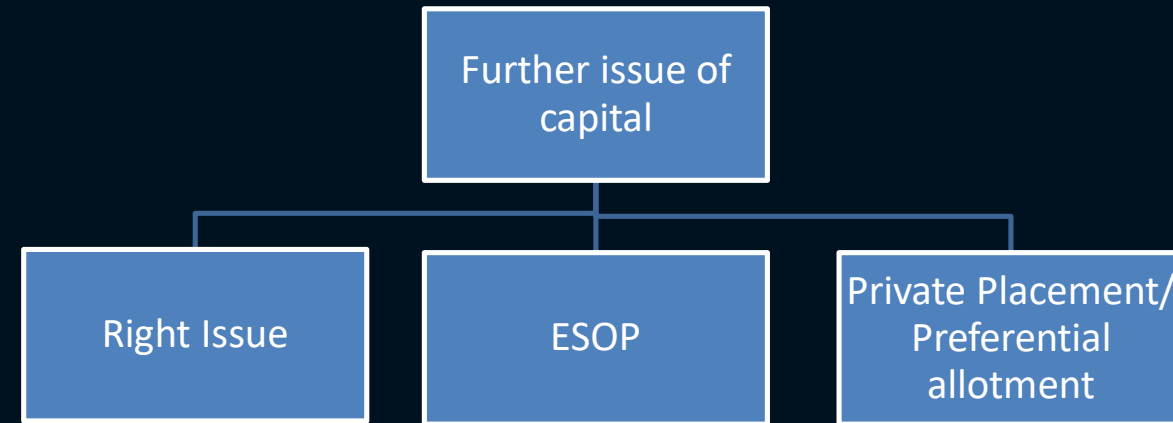 Further issue of
capital
Right Issue
ESOP
Private Placement/
Preferential
allotment